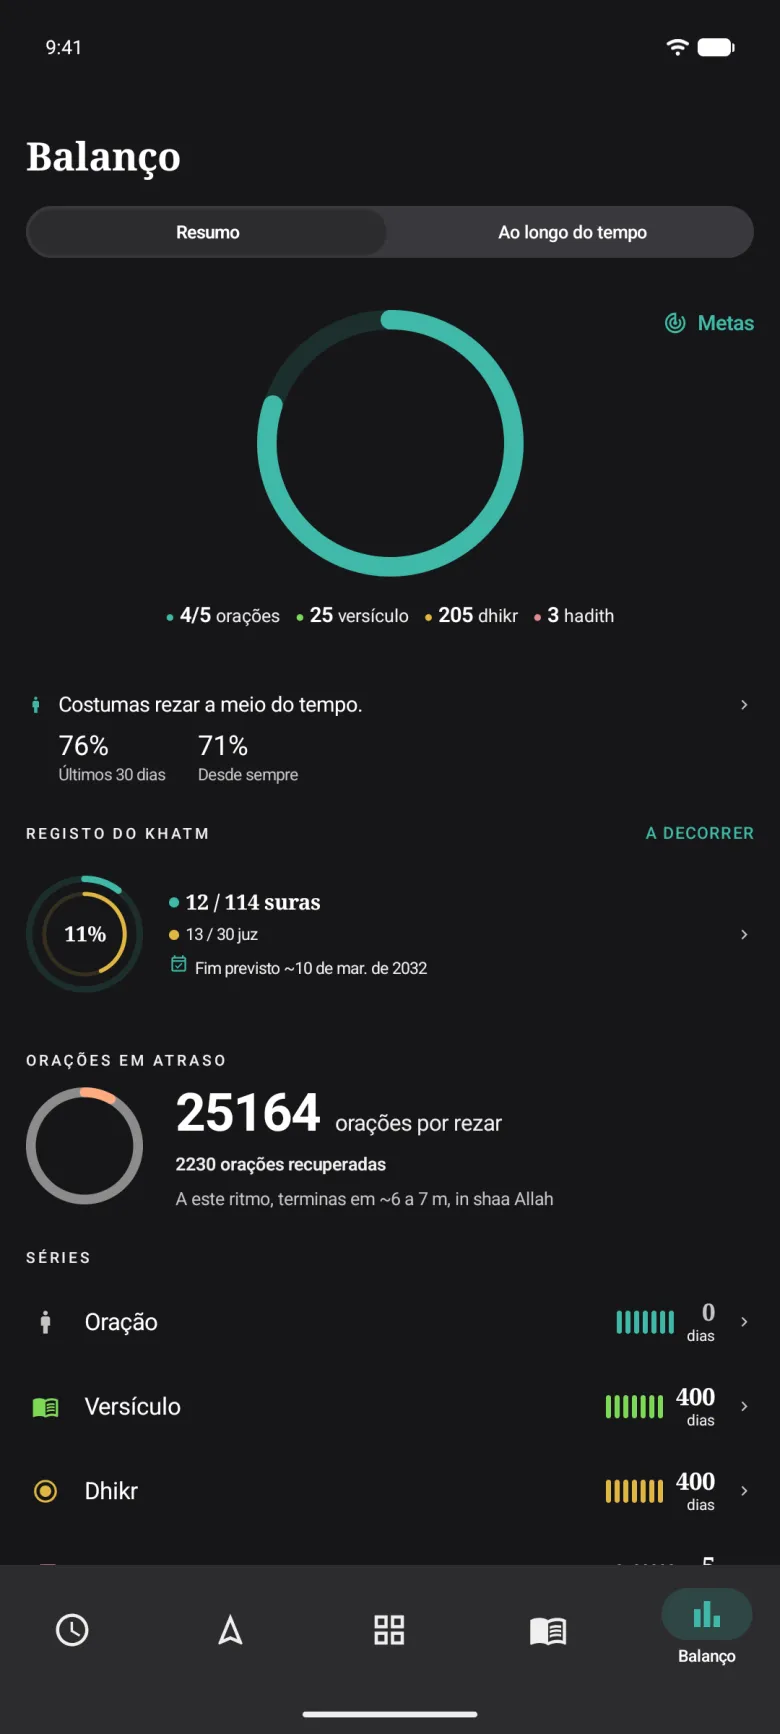 9:41
Balanço
Resumo
Ao longo do tempo
Metas
4/5 orações • 25 versículo • 205 dhikr • 3 hadith
Costumas rezar a meio do tempo.
76% 71%
Últimos 30 dias Desde sempre
REGISTO DO KHATM
A DECORRER
11%
12 / 114 suras
13 / 30 juz
Fim previsto ~10 de mar. de 2032
ORAÇÕES EM ATRASO
25164 orações por rezar
2230 orações recuperadas
A este ritmo, terminas em ~6 a 7 m, in shaa Allah
SÉRIES
Oração 0
dias
Versículo 400
dias
Dhikr 400
dias
Balanço